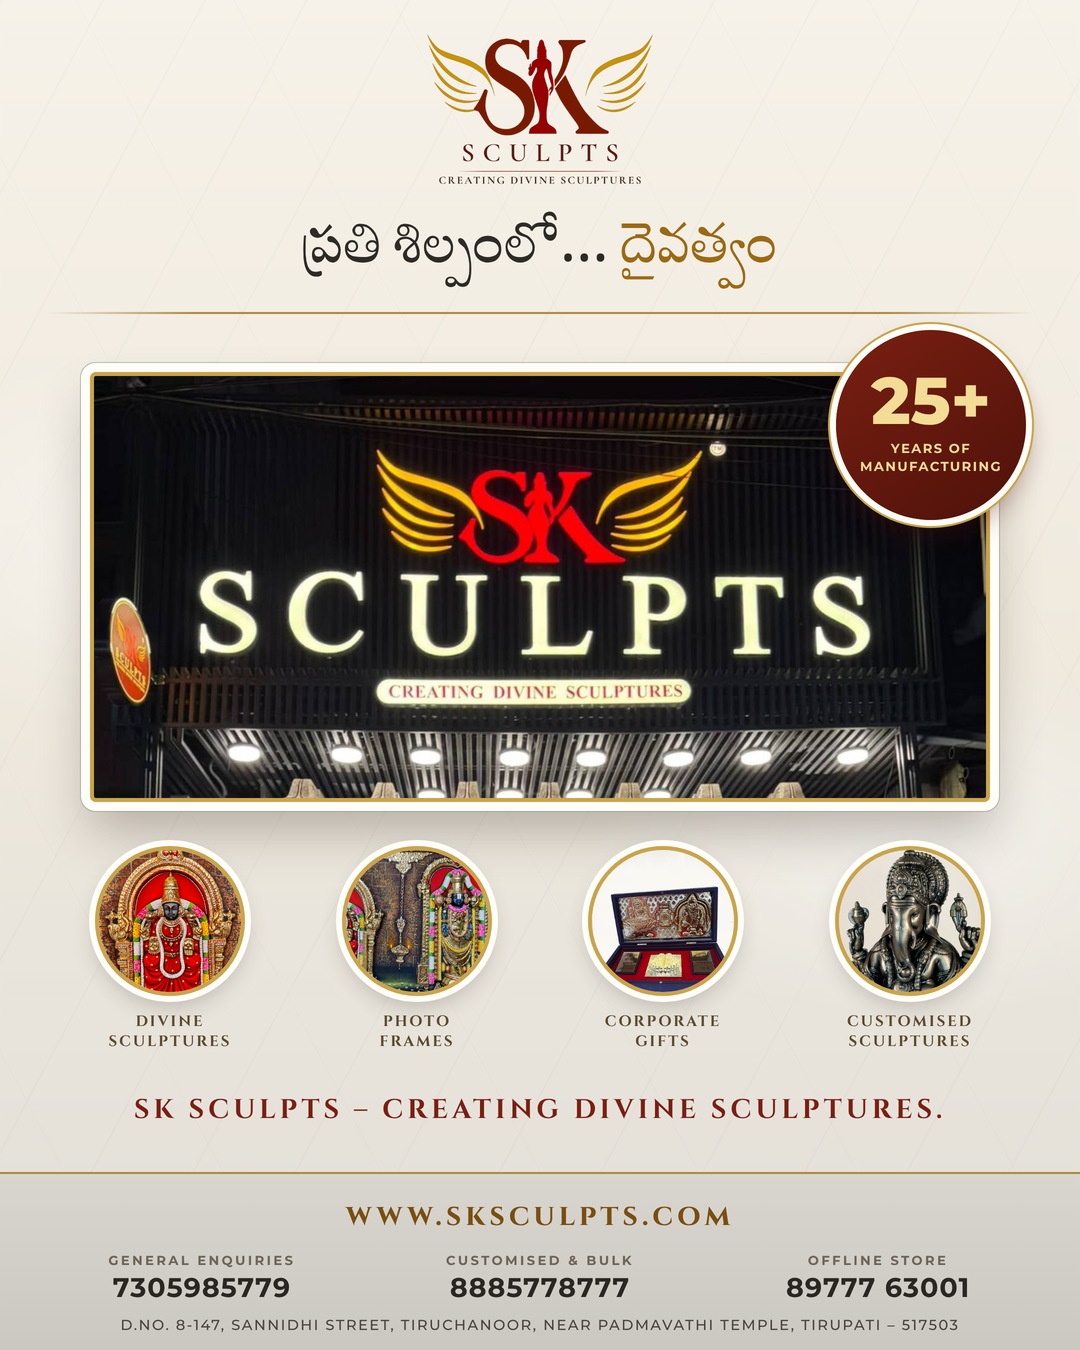 SK
SCULPTS
CREATING DIVINE SCULPTURES
ప్రతి శిల్పంలో... దైవత్వం
25+
YEARS OF
MANUFACTURING
SK
SCULPTS
SK
SCULPTS
CREATING DIVINE SCULPTURES
DIVINE
SCULPTURES
PHOTO
FRAMES
CORPORATE
GIFTS
CUSTOMISED
SCULPTURES
SK SCULPTS – CREATING DIVINE SCULPTURES.
WWW.SKSCULPTS.COM
GENERAL ENQUIRIES
7305985779
CUSTOMISED & BULK
8885778777
OFFLINE STORE
89777 63001
D.NO. 8-147, SANNIDHI STREET, TIRUCHANOOR, NEAR PADMAVATHI TEMPLE, TIRUPATI – 517503